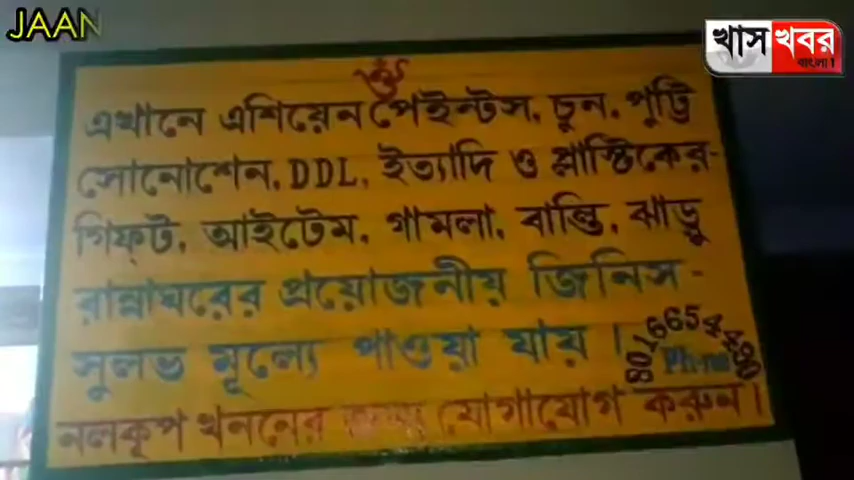 JAAN
খাস খবর
বাংলা।
ওঁ
এখানে এশিয়েন পেইন্টস, চুন, পুট্টি
সোনোশেন, DDL, ইত্যাদি ও প্লাস্টিকের-
গিফ্ট, আইটেম, গামলা, বাল্তি, ঝাড়ু
রান্নাঘরের প্রয়োজনীয় জিনিস -
সুলভ মূল্যে পাওয়া যায় ।
Ph-no
নলকূপ খননের জন্য যোগাযোগ করুন ।